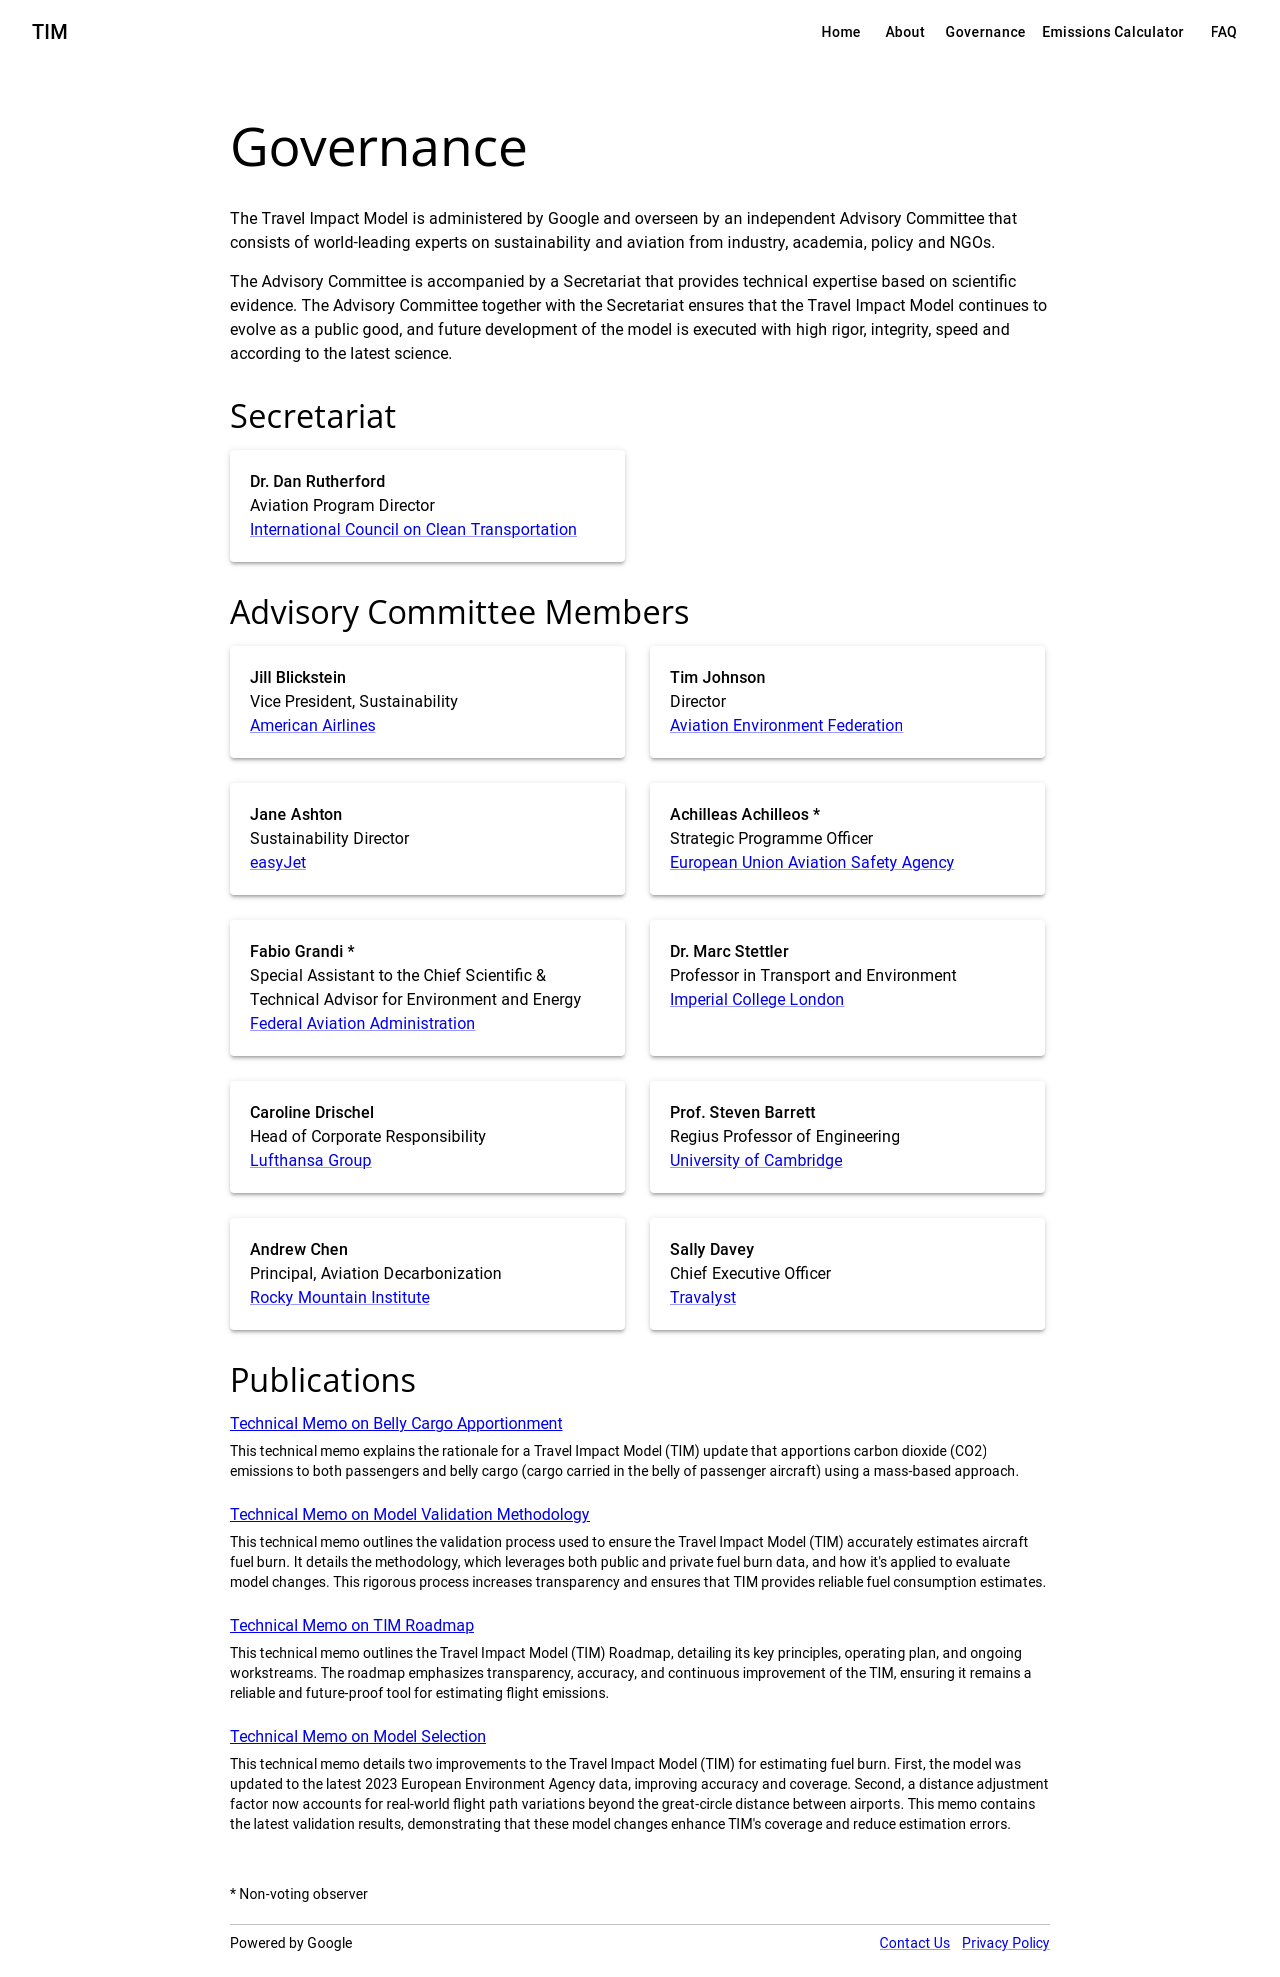 TIM
Home
About
Governance
Emissions Calculator
FAQ
Governance
The Travel Impact Model is administered by Google and overseen by an independent Advisory Committee that
consists of world-leading experts on sustainability and aviation from industry, academia, policy and NGOs.
The Advisory Committee is accompanied by a Secretariat that provides technical expertise based on scientific
evidence. The Advisory Committee together with the Secretariat ensures that the Travel Impact Model continues to
evolve as a public good, and future development of the model is executed with high rigor, integrity, speed and
according to the latest science.
Secretariat
Dr. Dan Rutherford
Aviation Program Director
International Council on Clean Transportation
Advisory Committee Members
Jill Blickstein
Vice President, Sustainability
American Airlines
Tim Johnson
Director
Aviation Environment Federation
Jane Ashton
Sustainability Director
easyJet
Achilleas Achilleos *
Strategic Programme Officer
European Union Aviation Safety Agency
Fabio Grandi *
Special Assistant to the Chief Scientific &
Technical Advisor for Environment and Energy
Federal Aviation Administration
Dr. Marc Stettler
Professor in Transport and Environment
Imperial College London
Caroline Drischel
Head of Corporate Responsibility
Lufthansa Group
Prof. Steven Barrett
Regius Professor of Engineering
University of Cambridge
Andrew Chen
Principal, Aviation Decarbonization
Rocky Mountain Institute
Sally Davey
Chief Executive Officer
Travalyst
Publications
Technical Memo on Belly Cargo Apportionment
This technical memo explains the rationale for a Travel Impact Model (TIM) update that apportions carbon dioxide (CO2)
emissions to both passengers and belly cargo (cargo carried in the belly of passenger aircraft) using a mass-based approach.
Technical Memo on Model Validation Methodology
This technical memo outlines the validation process used to ensure the Travel Impact Model (TIM) accurately estimates aircraft
fuel burn. It details the methodology, which leverages both public and private fuel burn data, and how it's applied to evaluate
model changes. This rigorous process increases transparency and ensures that TIM provides reliable fuel consumption estimates.
Technical Memo on TIM Roadmap
This technical memo outlines the Travel Impact Model (TIM) Roadmap, detailing its key principles, operating plan, and ongoing
workstreams. The roadmap emphasizes transparency, accuracy, and continuous improvement of the TIM, ensuring it remains a
reliable and future-proof tool for estimating flight emissions.
Technical Memo on Model Selection
This technical memo details two improvements to the Travel Impact Model (TIM) for estimating fuel burn. First, the model was
updated to the latest 2023 European Environment Agency data, improving accuracy and coverage. Second, a distance adjustment
factor now accounts for real-world flight path variations beyond the great-circle distance between airports. This memo contains
the latest validation results, demonstrating that these model changes enhance TIM's coverage and reduce estimation errors.
* Non-voting observer
Powered by Google
Contact Us
Privacy Policy